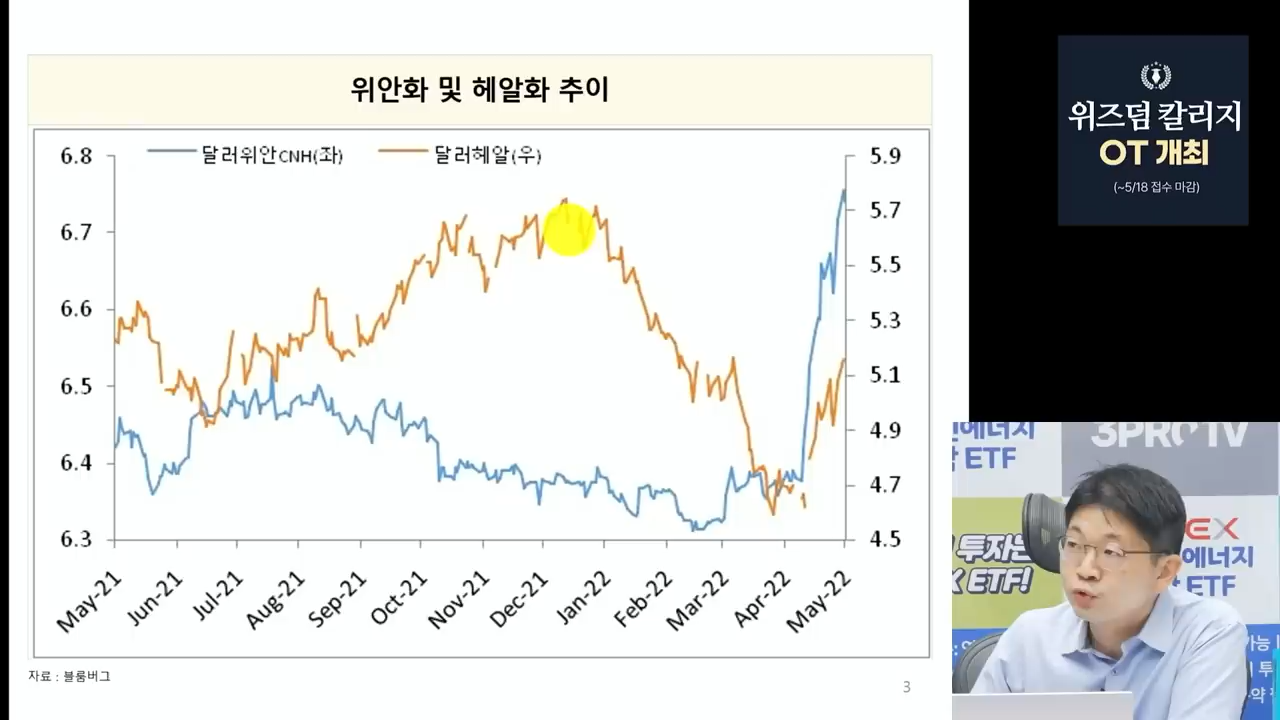 위안화 및 헤알화 추이
달러위안CNH(좌)
달러헤알(우)
6.8
6.7
6.6
6.5
6.4
6.3
5.9
5.7
5.5
5.3
5.1
4.9
4.7
4.5
May-21
Jun-21
Jul-21
Aug-21
Sep-21
Oct-21
Nov-21
Dec-21
Jan-22
Feb-22
Mar-22
Apr-22
May-22
자료 : 블룸버그
3
위즈덤 칼리지
OT 개최
(~5/18 접수 마감)
에너지
ETF
3PROTV
투자는
ETF!
EX
에너지
ETF
가능